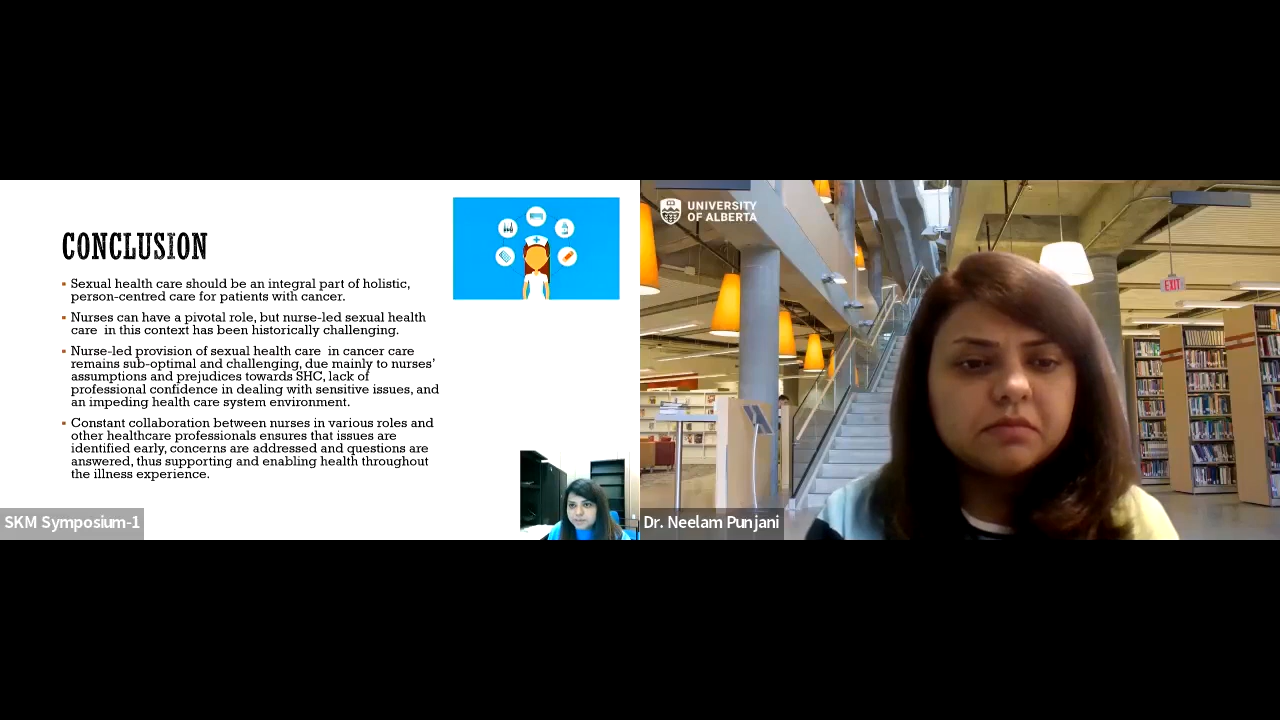 CONCLUSION
Sexual health care should be an integral part of holistic,
person-centred care for patients with cancer.
Nurses can have a pivotal role, but nurse-led sexual health
care in this context has been historically challenging.
Nurse-led provision of sexual health care in cancer care
remains sub-optimal and challenging, due mainly to nurses’
assumptions and prejudices towards SHC, lack of
professional confidence in dealing with sensitive issues, and
an impeding health care system environment.
Constant collaboration between nurses in various roles and
other healthcare professionals ensures that issues are
identified early, concerns are addressed and questions are
answered, thus supporting and enabling health throughout
the illness experience.
SKM Symposium-1
UNIVERSITY
OF ALBERTA
EXIT
Dr. Neelam Punjani